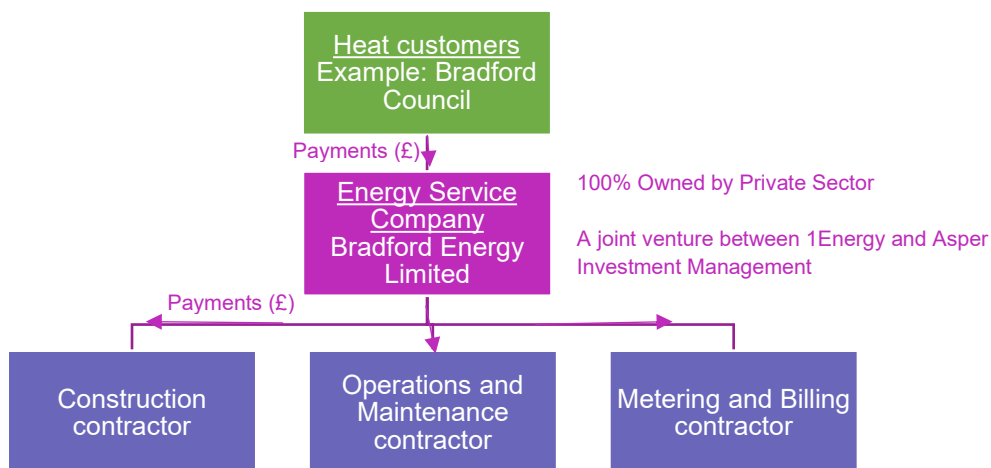 Heat customers
Example: Bradford
Council
Payments (£)
Energy Service
Company
Bradford Energy
Limited
100% Owned by Private Sector
A joint venture between 1Energy and Asper
Investment Management
Payments (£)
Construction
contractor
Operations and
Maintenance
contractor
Metering and Billing
contractor